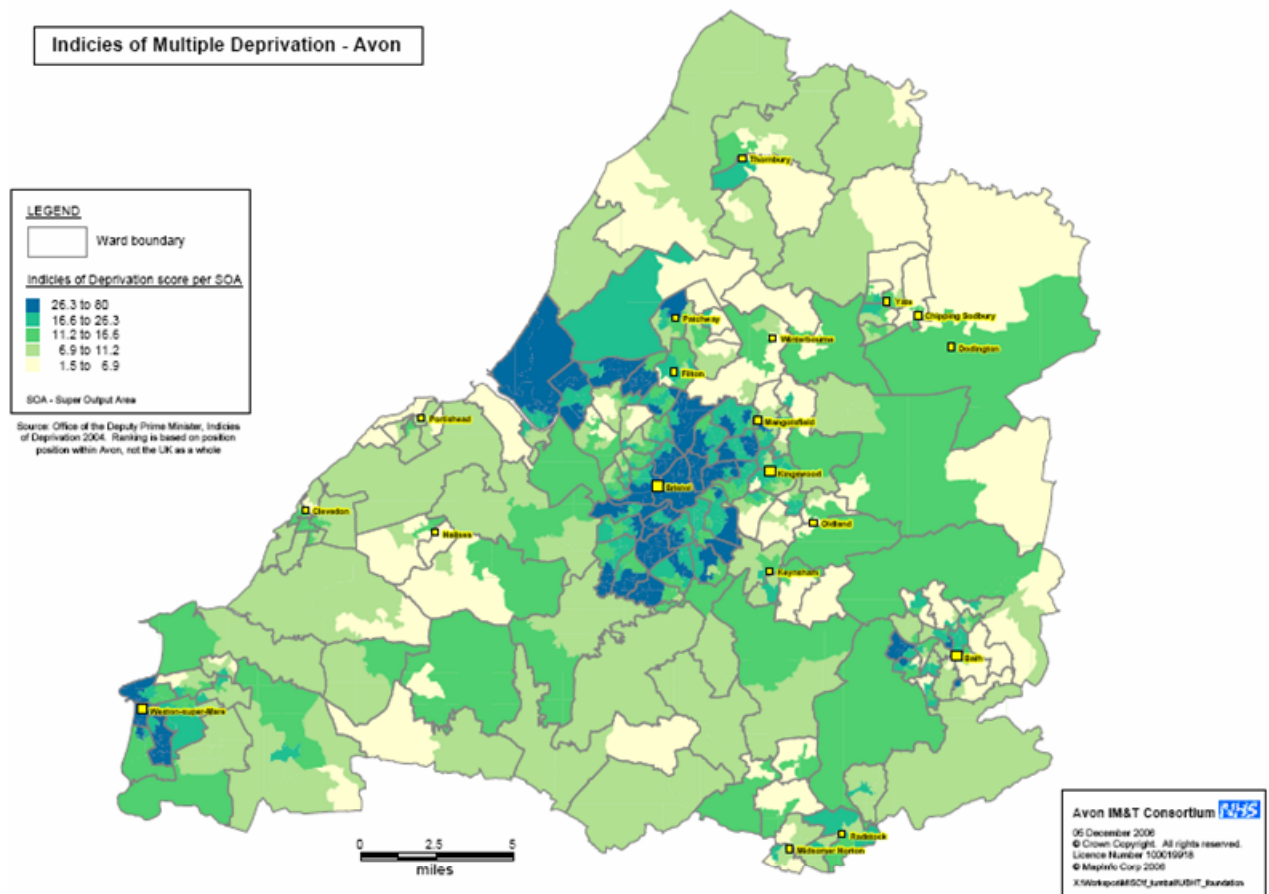 Indicies of Multiple Deprivation - Avon
LEGEND
Ward boundary
Indicies of Deprivation score per SOA
26.3 to 80
16.6 to 26.3
11.2 to 16.6
6.9 to 11.2
1.5 to 6.9
SOA - Super Output Area
Source: Office of the Deputy Prime Minister, Indicies
of Deprivation 2004. Ranking is based on position
position within Avon, not the UK as a whole
Thornbury
Yate
Chipping Sodbury
Patchway
Winterbourne
Dodington
Filton
Portishead
Mangotsfield
Kingswood
Bristol
Clevedon
Oldland
Nailsea
Keynsham
Bath
Weston-super-Mare
Radstock
Midsomer Norton
0 2.5 5
miles
Avon IM&T Consortium NHS
05 December 2006
© Crown Copyright. All rights reserved.
Licence Number 100019918
© MapInfo Corp 2006